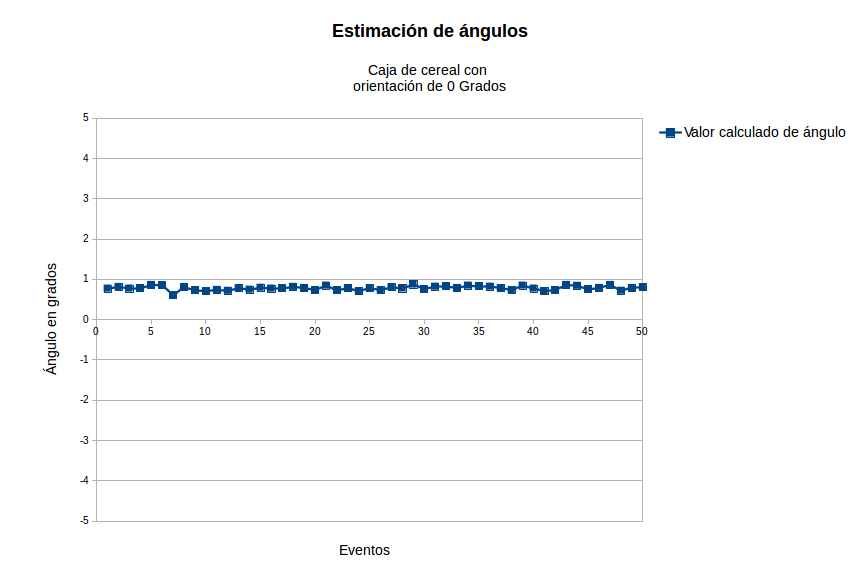 Estimación de ángulos
Caja de cereal con
orientación de 0 Grados
Valor calculado de ángulo
Ángulo en grados
5
4
3
2
1
0
-1
-2
-3
-4
-5
0 5 10 15 20 25 30 35 40 45 50
Eventos